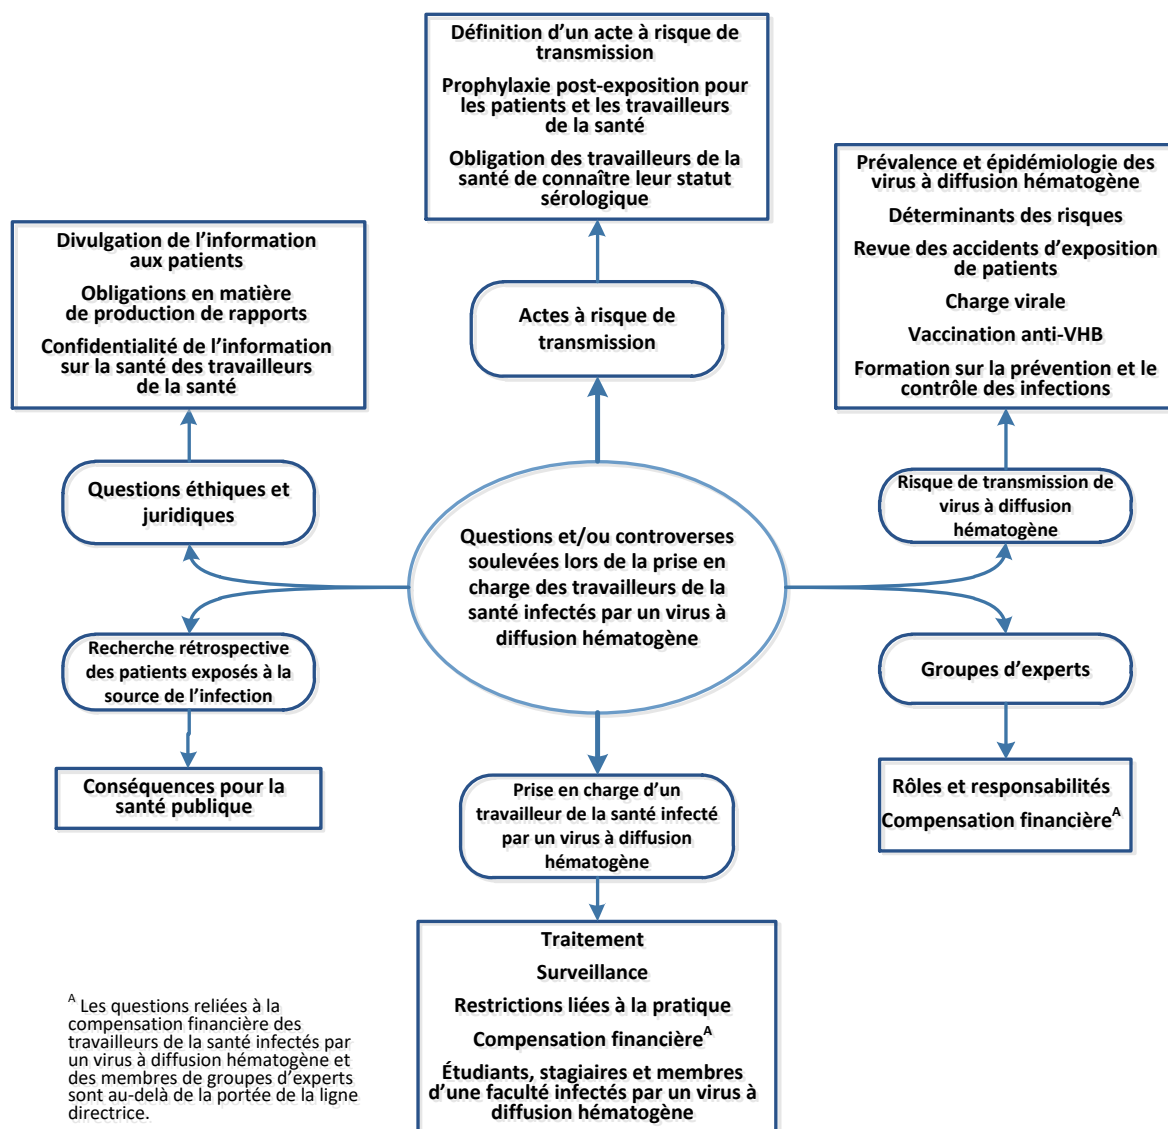 Définition d’un acte à risque de
transmission
Prophylaxie post-exposition pour
les patients et les travailleurs
de la santé
Obligation des travailleurs de la
santé de connaître leur statut
sérologique
Prévalence et épidémiologie des
virus à diffusion hématogène
Déterminants des risques
Revue des accidents d’exposition
de patients
Charge virale
Vaccination anti-VHB
Formation sur la prévention et le
contrôle des infections
Divulgation de l’information
aux patients
Obligations en matière
de production de rapports
Confidentialité de l’information
sur la santé des travailleurs
de la santé
Actes à risque de
transmission
Questions éthiques et
juridiques
Risque de transmission de
virus à diffusion
hématogène
Questions et/ou controverses
soulevées lors de la prise en
charge des travailleurs de la
santé infectés par un virus à
diffusion hématogène
Recherche rétrospective
des patients exposés à la
source de l’infection
Groupes d’experts
Conséquences pour la
santé publique
Prise en charge d’un
travailleur de la santé infecté
par un virus à diffusion
hématogène
Rôles et responsabilités
Compensation financière^A
Traitement
Surveillance
Restrictions liées à la pratique
Compensation financière^A
Étudiants, stagiaires et membres
d’une faculté infectés par un virus à
diffusion hématogène
^A Les questions reliées à la
compensation financière des
travailleurs de la santé infectés par
un virus à diffusion hématogène et
des membres de groupes d’experts
sont au-delà de la portée de la ligne
directrice.